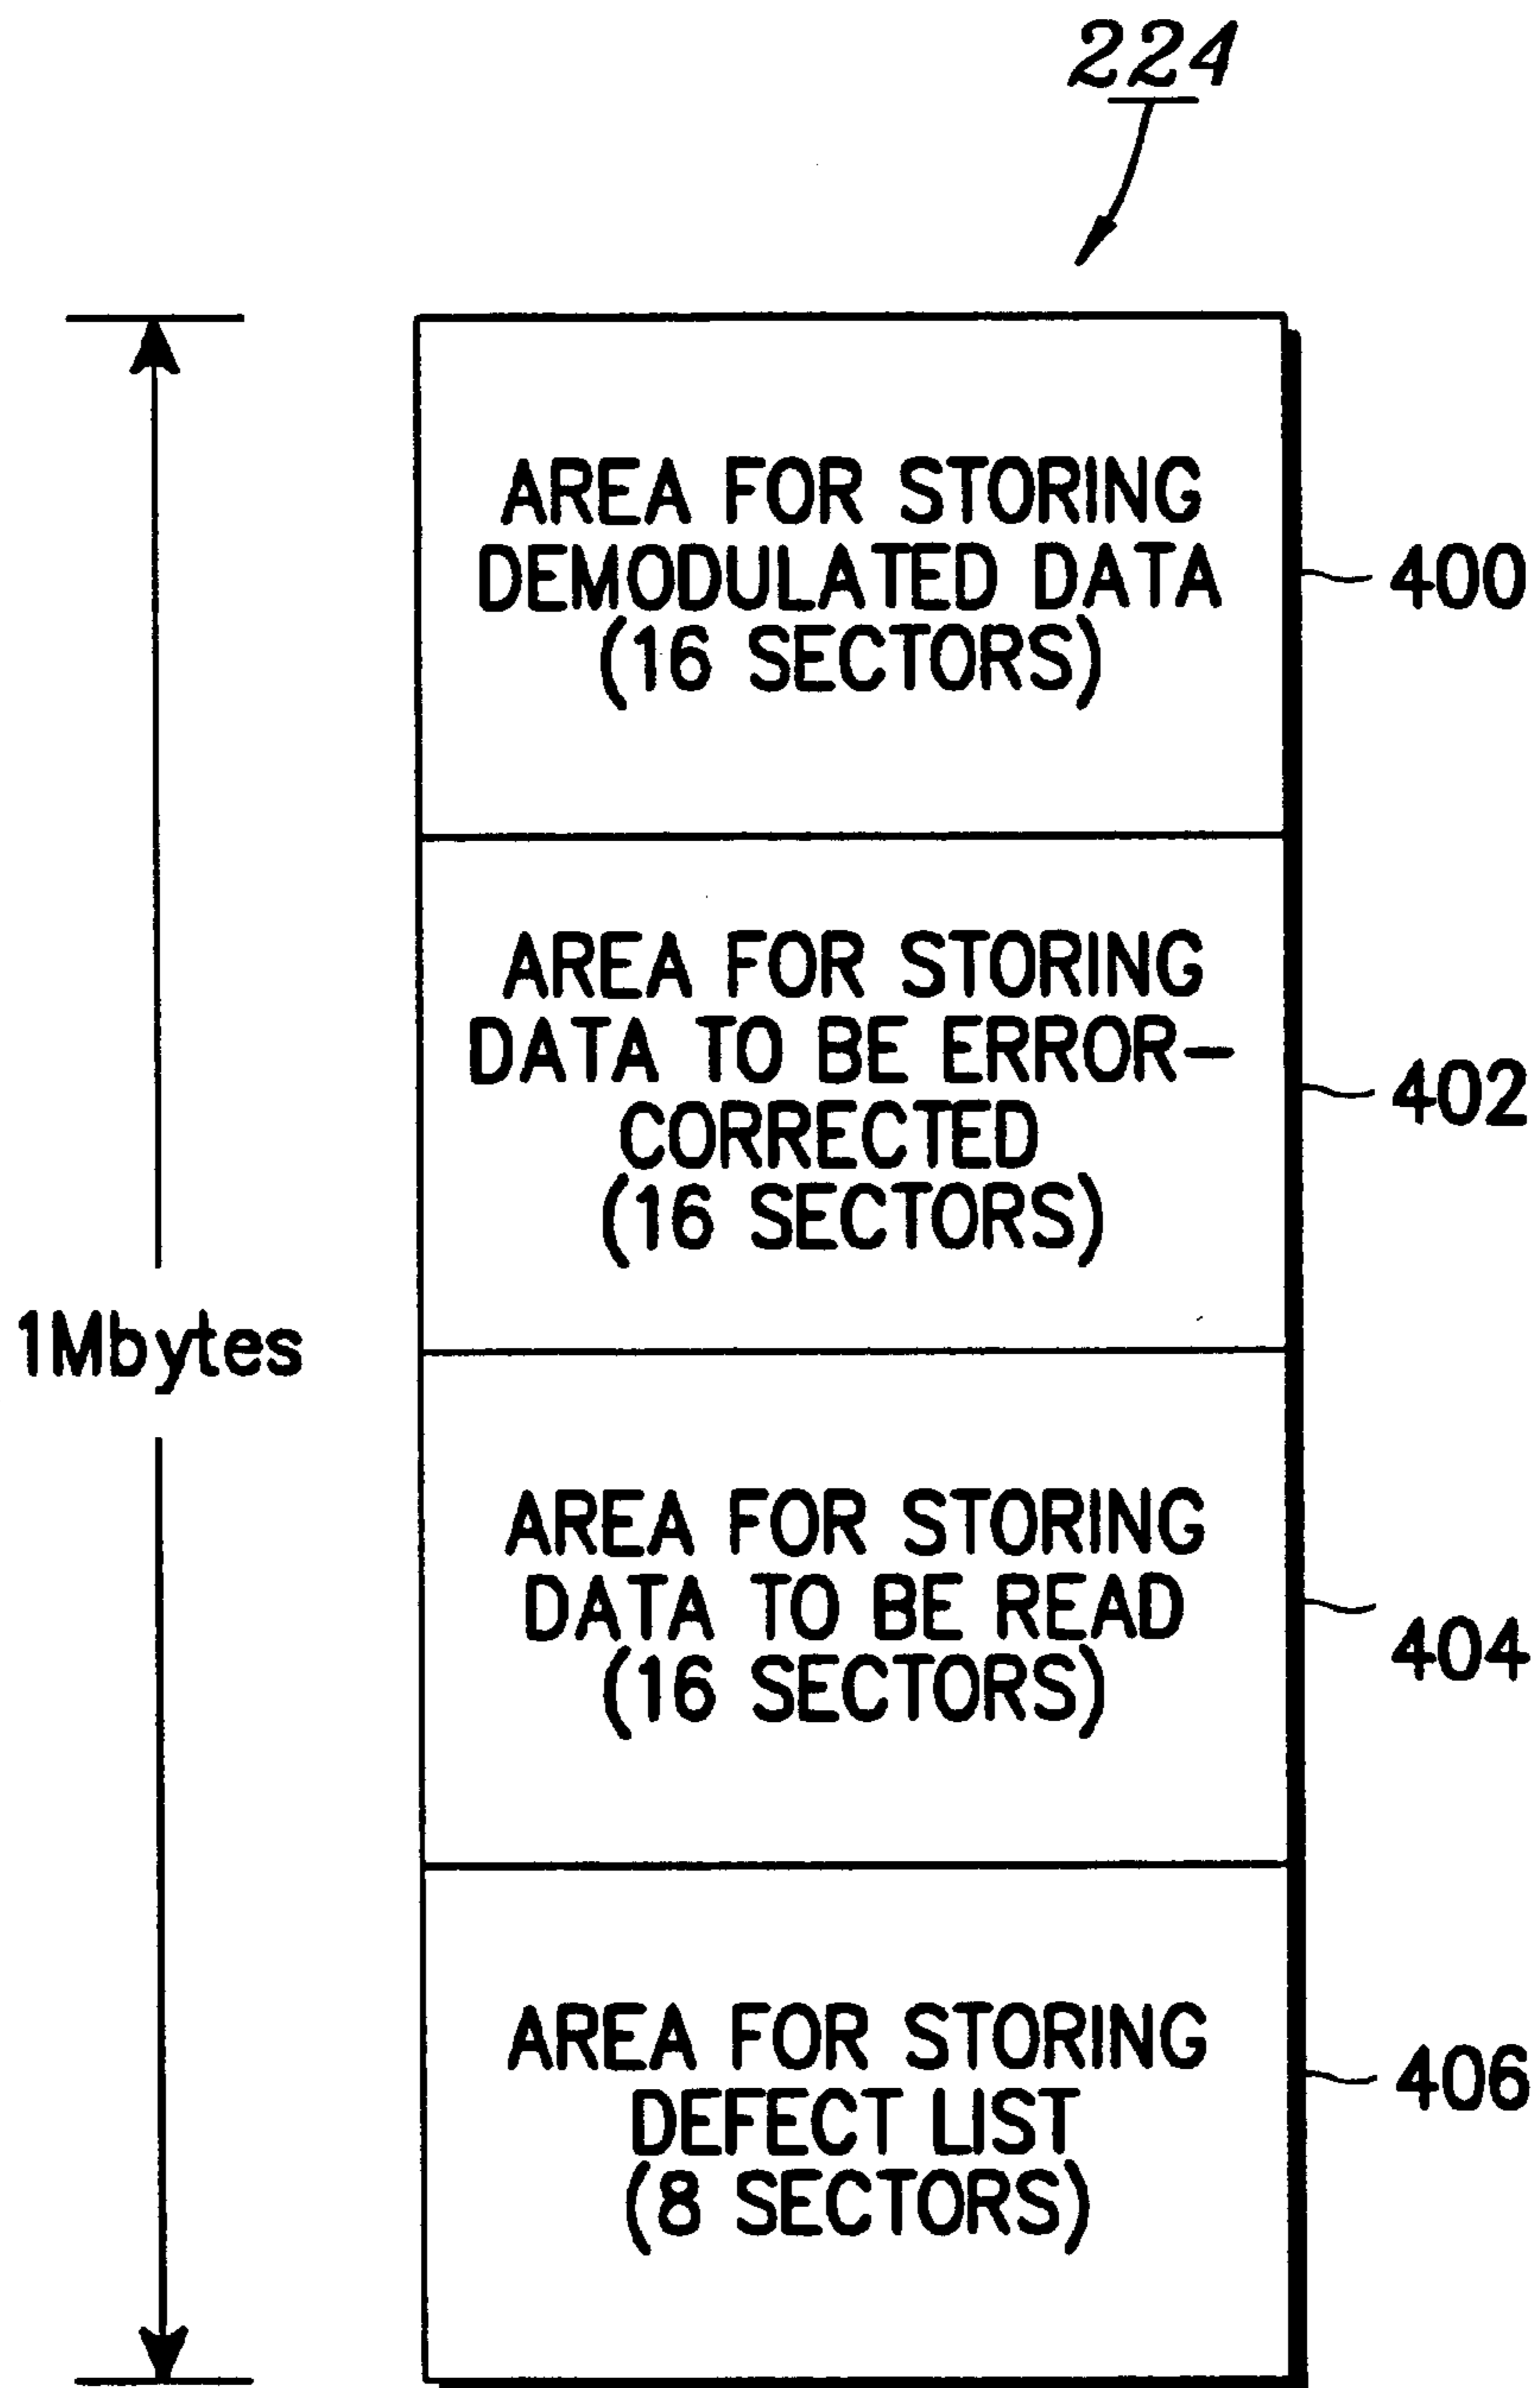 224
AREA FOR STORING
DEMODULATED DATA
(16 SECTORS)
400
AREA FOR STORING
DATA TO BE ERROR-
CORRECTED
(16 SECTORS)
402
1Mbytes
AREA FOR STORING
DATA TO BE READ
(16 SECTORS)
404
AREA FOR STORING
DEFECT LIST
(8 SECTORS)
406